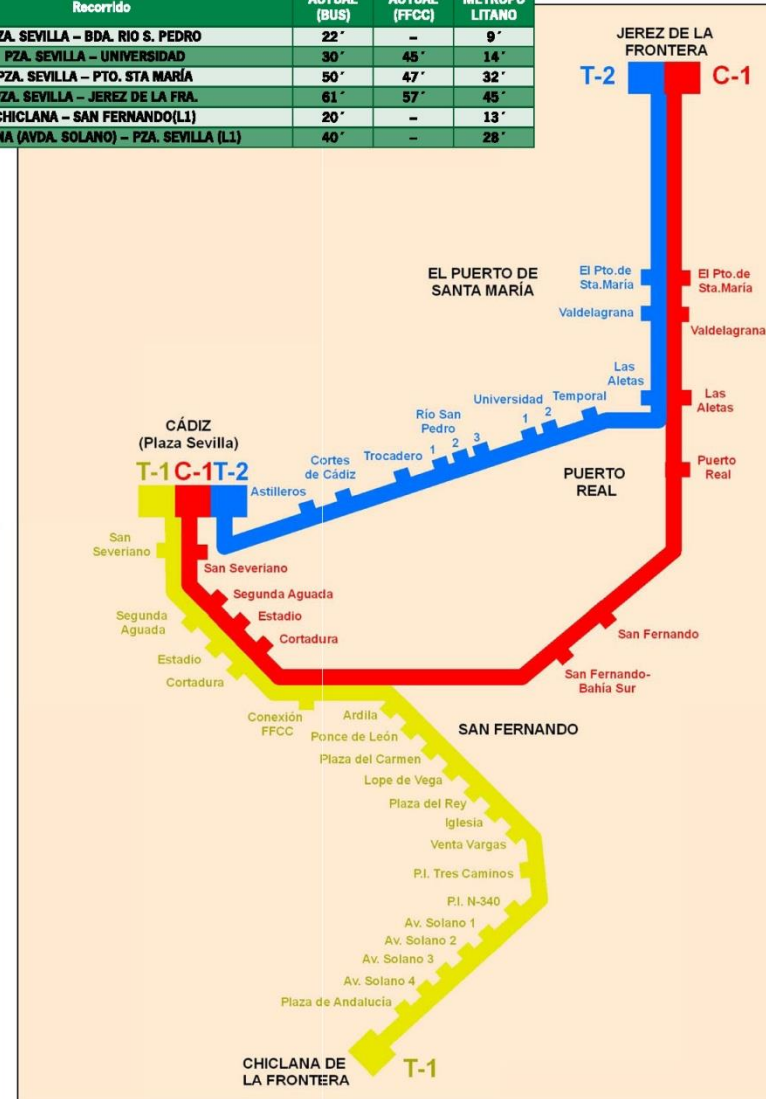 Recorrido
ACTUAL (BUS)
ACTUAL (FFCC)
METROPO LITANO
ZA. SEVILLA – BDA. RIO S. PEDRO 22´ – 9´
PZA. SEVILLA – UNIVERSIDAD 30´ 45´ 14´
PZA. SEVILLA – PTO. STA MARÍA 50´ 47´ 32´
ZA. SEVILLA – JEREZ DE LA FRA. 61´ 57´ 45´
CHICLANA – SAN FERNANDO(L1) 20´ – 13´
NA (AVDA. SOLANO) – PZA. SEVILLA (L1) 40´ – 28´
JEREZ DE LA
FRONTERA
T-2
C-1
EL PUERTO DE
SANTA MARÍA
El Pto.de
Sta.María
El Pto.de
Sta.María
Valdelagrana
Valdelagrana
Las
Aletas
Las
Aletas
Temporal
Universidad
1
2
Río San
Pedro
1
2
3
Trocadero
Cortes
de Cádiz
Astilleros
Puerto
Real
PUERTO
REAL
CÁDIZ
(Plaza Sevilla)
T-1 C-1 T-2
San
Severiano
San Severiano
Segunda Aguada
Estadio
Cortadura
Segunda
Aguada
Estadio
Cortadura
San Fernando
San Fernando-
Bahía Sur
Conexión
FFCC
SAN FERNANDO
Ardila
Ponce de León
Plaza del Carmen
Lope de Vega
Plaza del Rey
Iglesia
Venta Vargas
P.I. Tres Caminos
P.I. N-340
Av. Solano 1
Av. Solano 2
Av. Solano 3
Av. Solano 4
Plaza de Andalucía
CHICLANA DE
LA FRONTERA
T-1